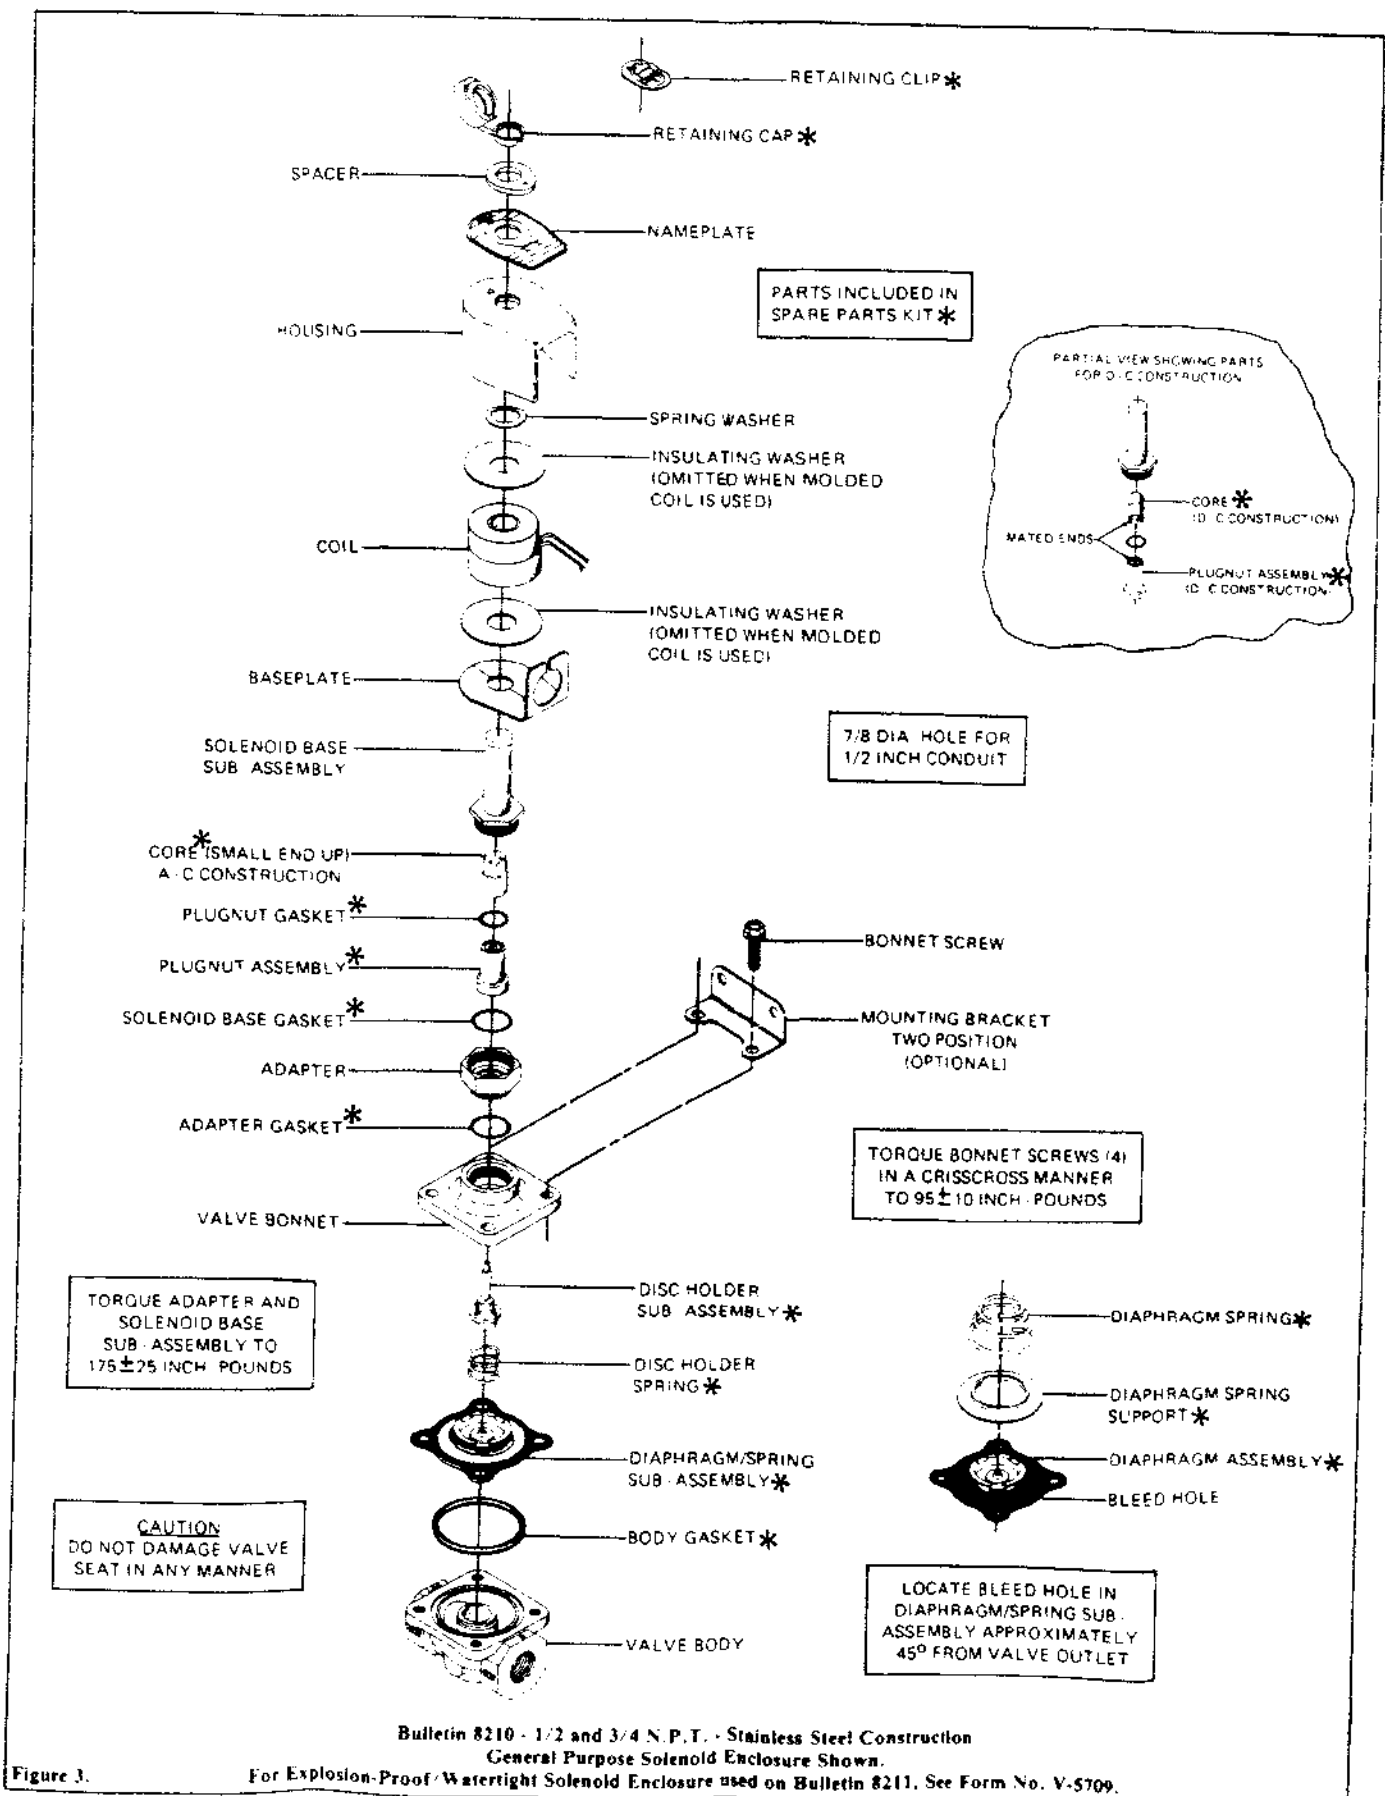 RETAINING CLIP*
RETAINING CAP*
SPACER
NAMEPLATE
PARTS INCLUDED IN
SPARE PARTS KIT*
HOUSING
PARTIAL VIEW SHOWING PARTS
FOR D-C CONSTRUCTION
SPRING WASHER
INSULATING WASHER
(OMITTED WHEN MOLDED
COIL IS USED)
CORE*
(D-C CONSTRUCTION)
MATED ENDS
PLUGNUT ASSEMBLY*
(D-C CONSTRUCTION)
COIL
INSULATING WASHER
(OMITTED WHEN MOLDED
COIL IS USED)
BASEPLATE
7/8 DIA HOLE FOR
1/2 INCH CONDUIT
SOLENOID BASE
SUB ASSEMBLY
CORE*(SMALL END UP)
A-C CONSTRUCTION
PLUGNUT GASKET*
BONNET SCREW
PLUGNUT ASSEMBLY*
SOLENOID BASE GASKET*
MOUNTING BRACKET
TWO POSITION
(OPTIONAL)
ADAPTER
ADAPTER GASKET*
TORQUE BONNET SCREWS (4)
IN A CRISSCROSS MANNER
TO 95±10 INCH-POUNDS
VALVE BONNET
DISC HOLDER
SUB ASSEMBLY*
TORQUE ADAPTER AND
SOLENOID BASE
SUB-ASSEMBLY TO
175±25 INCH POUNDS
DIAPHRAGM SPRING*
DISC HOLDER
SPRING*
DIAPHRAGM SPRING
SUPPORT*
DIAPHRAGM/SPRING
SUB-ASSEMBLY*
DIAPHRAGM ASSEMBLY*
BLEED HOLE
CAUTION
DO NOT DAMAGE VALVE
SEAT IN ANY MANNER
BODY GASKET*
LOCATE BLEED HOLE IN
DIAPHRAGM/SPRING SUB-
ASSEMBLY APPROXIMATELY
45° FROM VALVE OUTLET
VALVE BODY
Bulletin 8210 - 1/2 and 3/4 N.P.T. - Stainless Steel Construction
General Purpose Solenoid Enclosure Shown.
Figure 3.
For Explosion-Proof/Watertight Solenoid Enclosure used on Bulletin 8211, See Form No. V-5709.